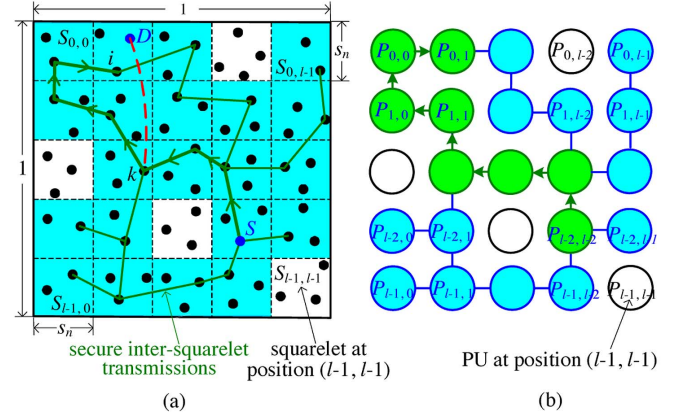 1
S0,0
D
i
sn
S0,l-1
1
k
S
Sl-1,0
Sl-1,l-1
sn
secure inter-squarelet
transmissions
squarelet at
position (l-1, l-1)
(a)
P0,0
P0,1
P0,l-2
P0,l-1
P1,0
P1,1
P1,l-2
P1,l-1
Pl-2,0
Pl-2,1
Pl-2,l-2
Pl-2,l-l
Pl-1,0
Pl-1,1
Pl-1,l-2
Pl-1,l-1
PU at position (l-1, l-1)
(b)